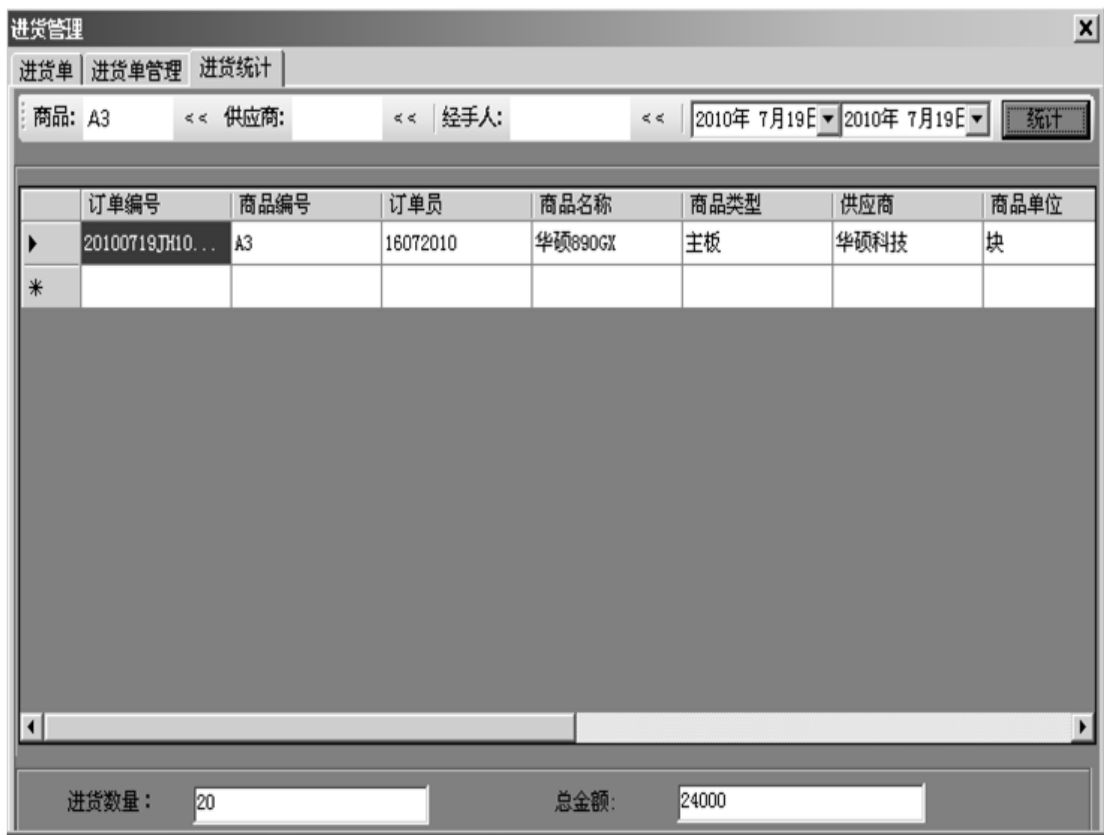 进货管理
进货单 进货单管理 进货统计
商品: A3 << 供应商: << 经手人: << 2010年 7月19日 2010年 7月19日 统计
订单编号 商品编号 订单员 商品名称 商品类型 供应商 商品单位
20100719JH10... A3 16072010 华硕890GX 主板 华硕科技 块
进货数量： 20 总金额: 24000